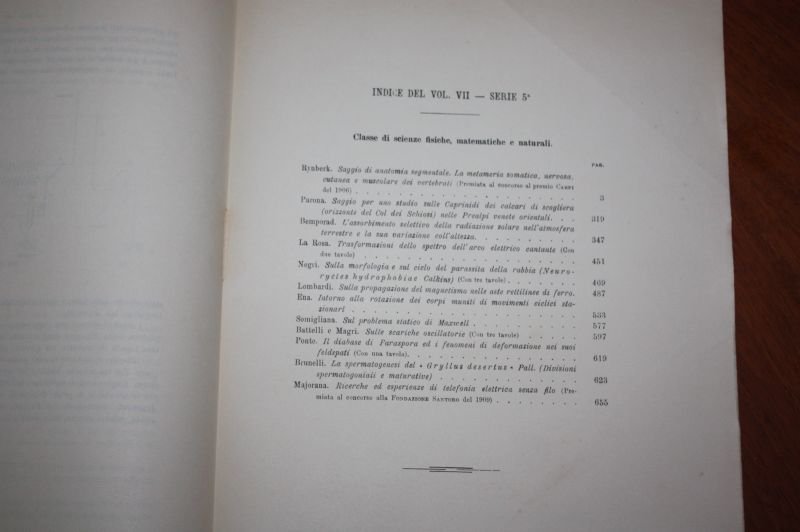 INDICE DEL VOL. VII — SERIE 5ª
Classe di scienze fisiche, matematiche e naturali.
PAG.
Rynberk. Saggio di anatomia segmentale. La metameria somatica, nervosa,
cutanea e muscolare dei vertebrati (Premiata al concorso al premio CARPI
del 1906) . . . . . . . . . . . . . 3
Parona. Saggio per uno studio sulle Caprinidi dei calcari di scogliera
(orizzonte del Col dei Schiosi) nelle Prealpi venete orientali. . . 319
Bemporad. L'assorbimento selettivo della radiazione solare nell'atmosfera
terrestre e la sua variazione coll'altezza. . . . . . . 347
La Rosa. Trasformazioni dello spettro dell'arco elettrico cantante (Con
due tavole) . . . . . . . . . . . . . 451
Negri. Sulla morfologia e sul ciclo del parassita della rabbia (Neuro-
ryctes hydrophobiae Calkins) (Con tre tavole) . . . . . 469
Lombardi. Sulla propagazione del magnetismo nelle aste rettilinee di ferro. 487
Ena. Intorno alla rotazione dei corpi muniti di movimenti ciclici sta-
zionari . . . . . . . . . . . . . 533
Somigliana. Sul problema statico di Maxwell . . . . . . . 577
Battelli e Magri. Sulle scariche oscillatorie (Con tre tavole) . . . . 597
Ponte. Il diabase di Paraspora ed i fenomeni di deformazione nei suoi
feldspati (Con una tavola). . . . . . . . . . . 619
Brunelli. La spermatogenesi del « Gryllus desertus » Pall. (Divisioni
spermatogoniali e maturative) . . . . . . . . . 623
Majorana. Ricerche ed esperienze di telefonia elettrica senza filo (Pre-
miata al concorso alla FONDAZIONE SANTORO del 1909) . . . . . . 655